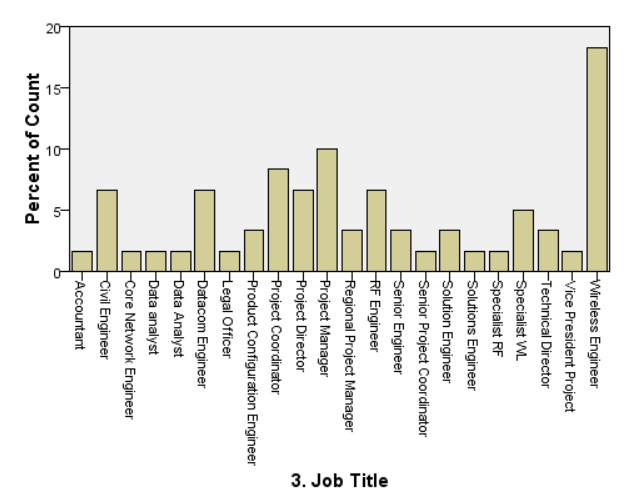 20
15
10
5
0
Percent of Count
Accountant
Civil Engineer
Core Network Engineer
Data analyst
Data Analyst
Datacom Engineer
Legal Officer
Product Configuration Engineer
Project Coordinator
Project Director
Project Manager
Regional Project Manager
RF Engineer
Senior Engineer
Senior Project Coordinator
Solution Engineer
Solutions Engineer
Specialist RF
Specialist WL
Technical Director
Vice President Project
Wireless Engineer
3. Job Title